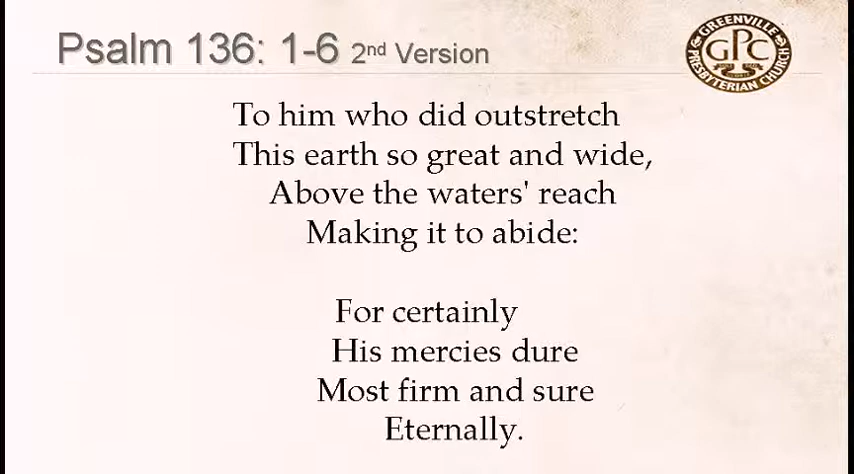 Psalm 136: 1-6 2nd Version
GREENVILLE
GPC
PRESBYTERIAN CHURCH
To him who did outstretch
This earth so great and wide,
Above the waters' reach
Making it to abide:
For certainly
His mercies dure
Most firm and sure
Eternally.